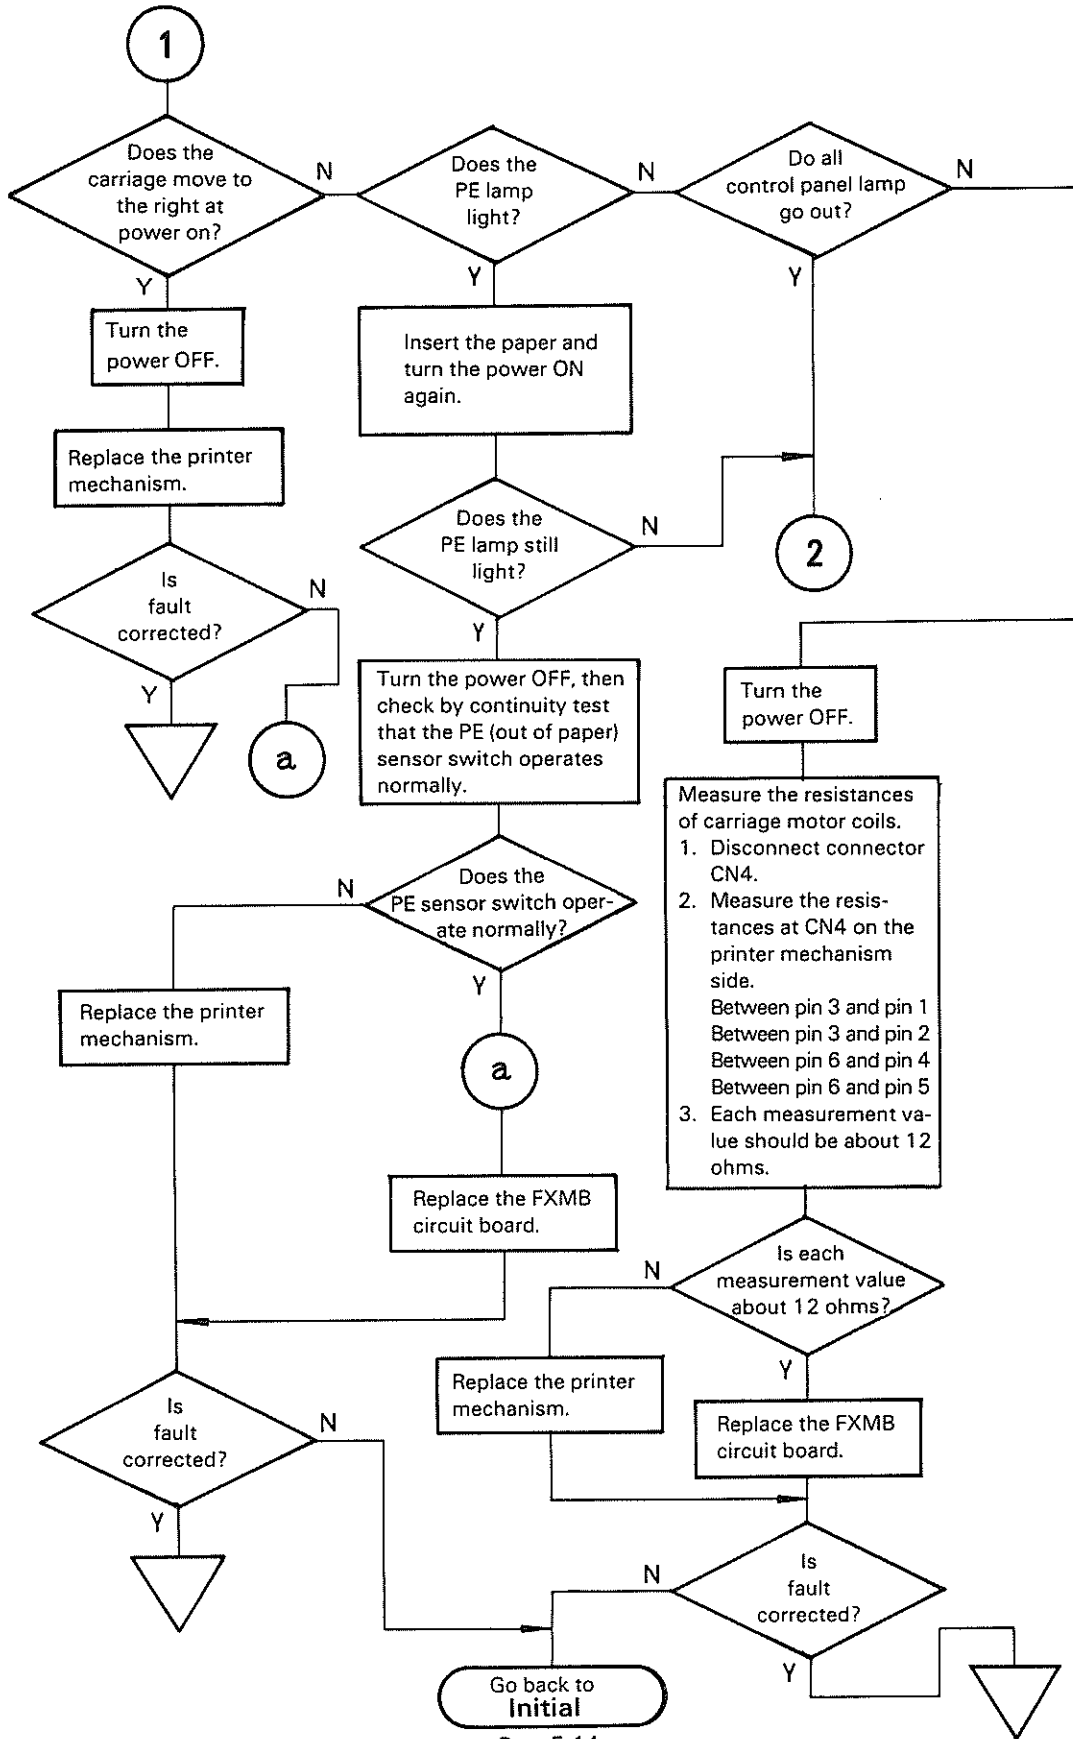 1
Does the
carriage move to
the right at
power on?
N
Y
Does the
PE lamp
light?
N
Y
Do all
control panel lamp
go out?
N
Y
Turn the
power OFF.
Replace the printer
mechanism.
Is
fault
corrected?
N
Y
a
Insert the paper and
turn the power ON
again.
Does the
PE lamp still
light?
N
Y
2
Turn the power OFF, then
check by continuity test
that the PE (out of paper)
sensor switch operates
normally.
Does the
PE sensor switch oper-
ate normally?
N
Y
Replace the printer
mechanism.
a
Replace the FXMB
circuit board.
Is
fault
corrected?
N
Y
Turn the
power OFF.
Measure the resistances
of carriage motor coils.
1. Disconnect connector
CN4.
2. Measure the resis-
tances at CN4 on the
printer mechanism
side.
Between pin 3 and pin 1
Between pin 3 and pin 2
Between pin 6 and pin 4
Between pin 6 and pin 5
3. Each measurement va-
lue should be about 12
ohms.
Is each
measurement value
about 12 ohms?
N
Y
Replace the printer
mechanism.
Replace the FXMB
circuit board.
Is
fault
corrected?
N
Y
Go back to
Initial